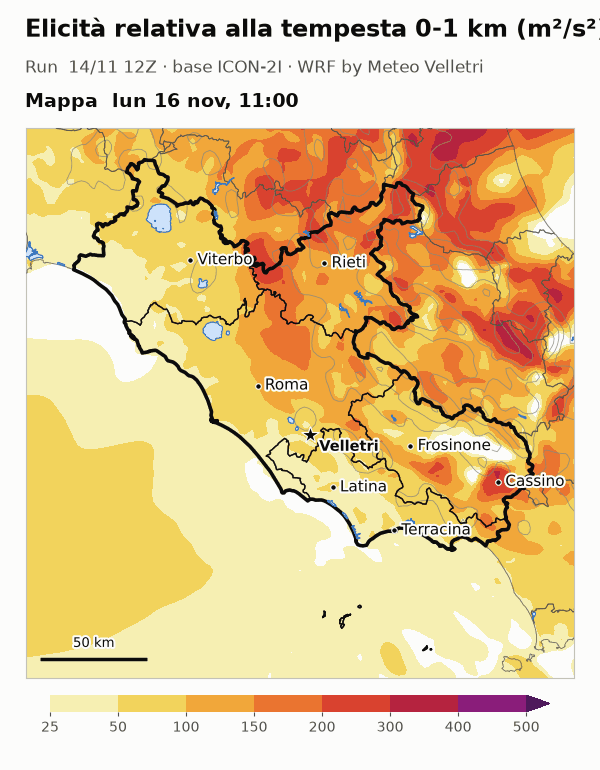 Elicità relativa alla tempesta 0-1 km (m²/s²)
Run 14/11 12Z · base ICON-2I · WRF by Meteo Velletri
Mappa lun 16 nov, 11:00
Viterbo
Rieti
Roma
Velletri
Frosinone
Cassino
Latina
Terracina
50 km
25 50 100 150 200 300 400 500